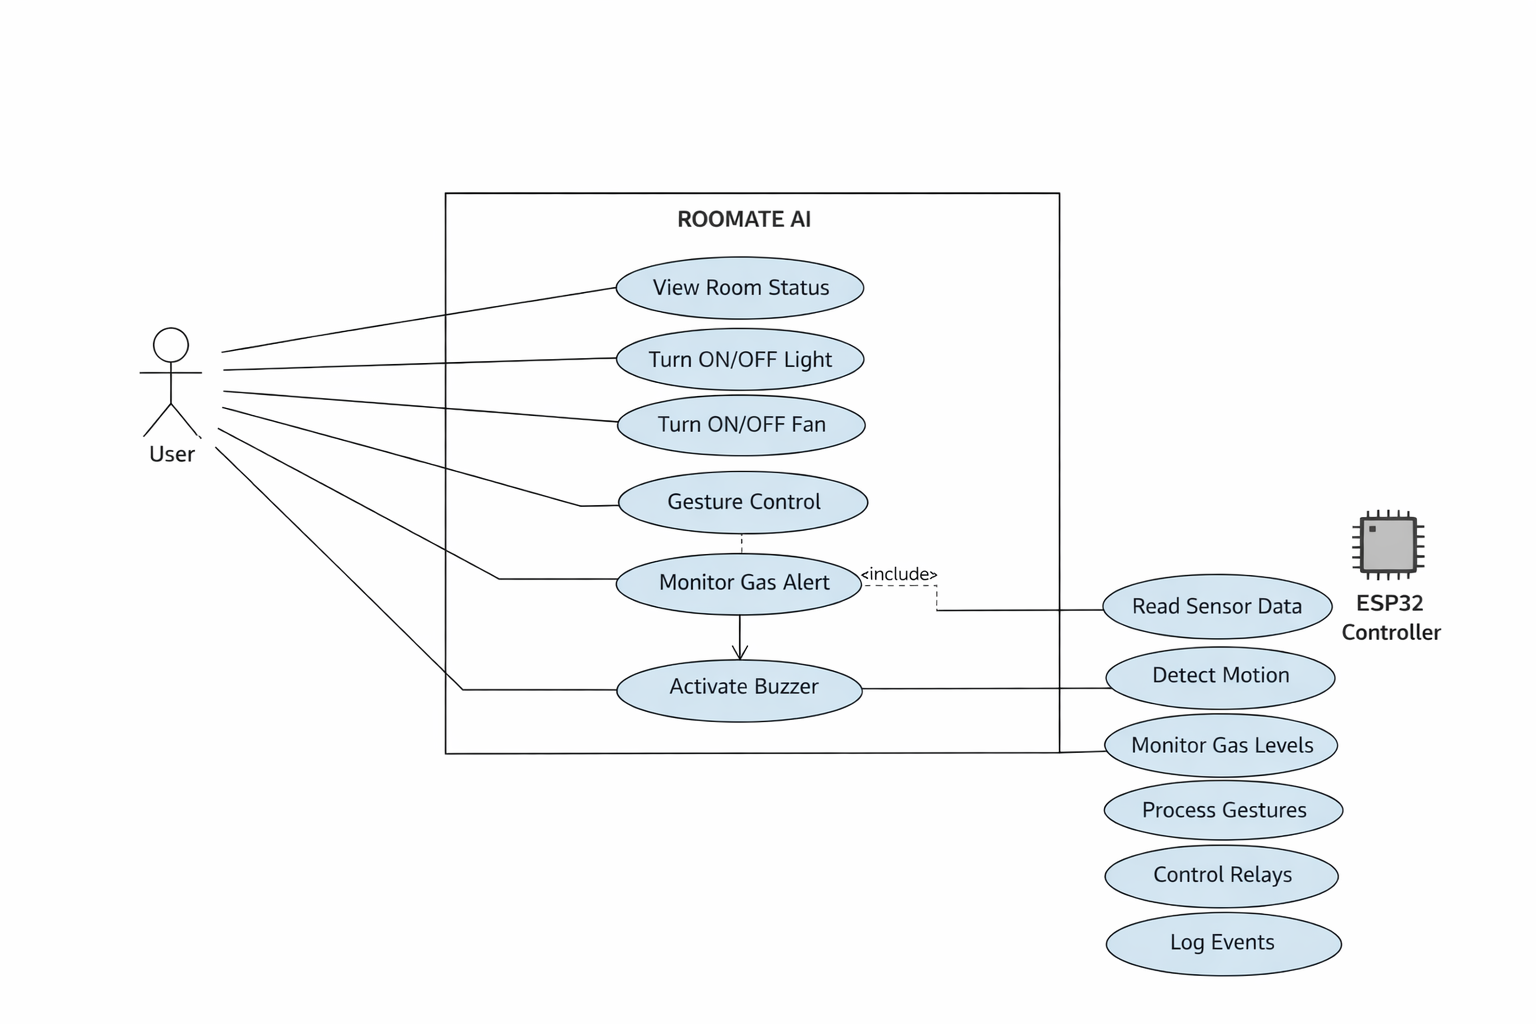 ROOMATE AI
View Room Status
Turn ON/OFF Light
Turn ON/OFF Fan
User
Gesture Control
Monitor Gas Alert
<include>
Activate Buzzer
ESP32
Controller
Read Sensor Data
Detect Motion
Monitor Gas Levels
Process Gestures
Control Relays
Log Events